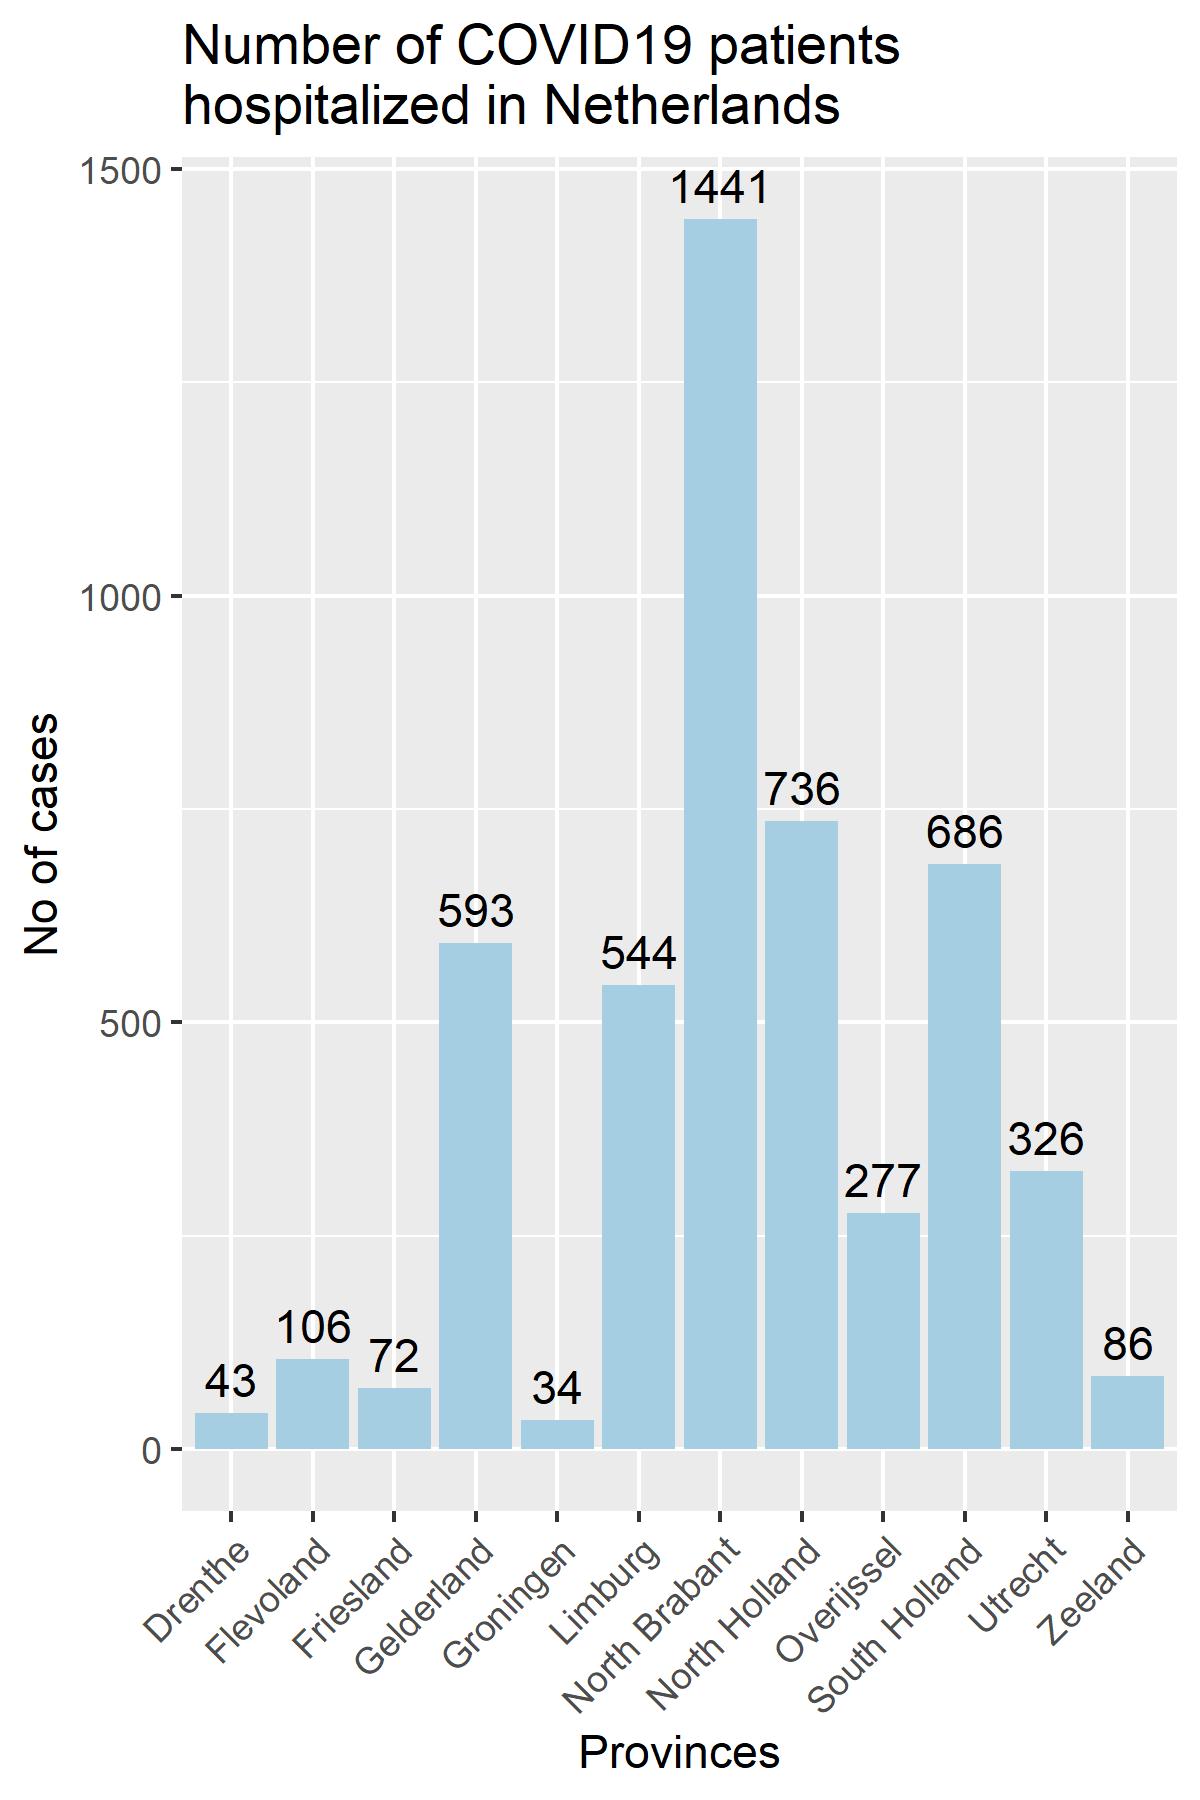 Number of COVID19 patients
hospitalized in Netherlands
No of cases
1500
1000
500
0
43
106
72
593
34
544
1441
736
277
686
326
86
Drenthe
Flevoland
Friesland
Gelderland
Groningen
Limburg
North Brabant
North Holland
Overijssel
South Holland
Utrecht
Zeeland
Provinces